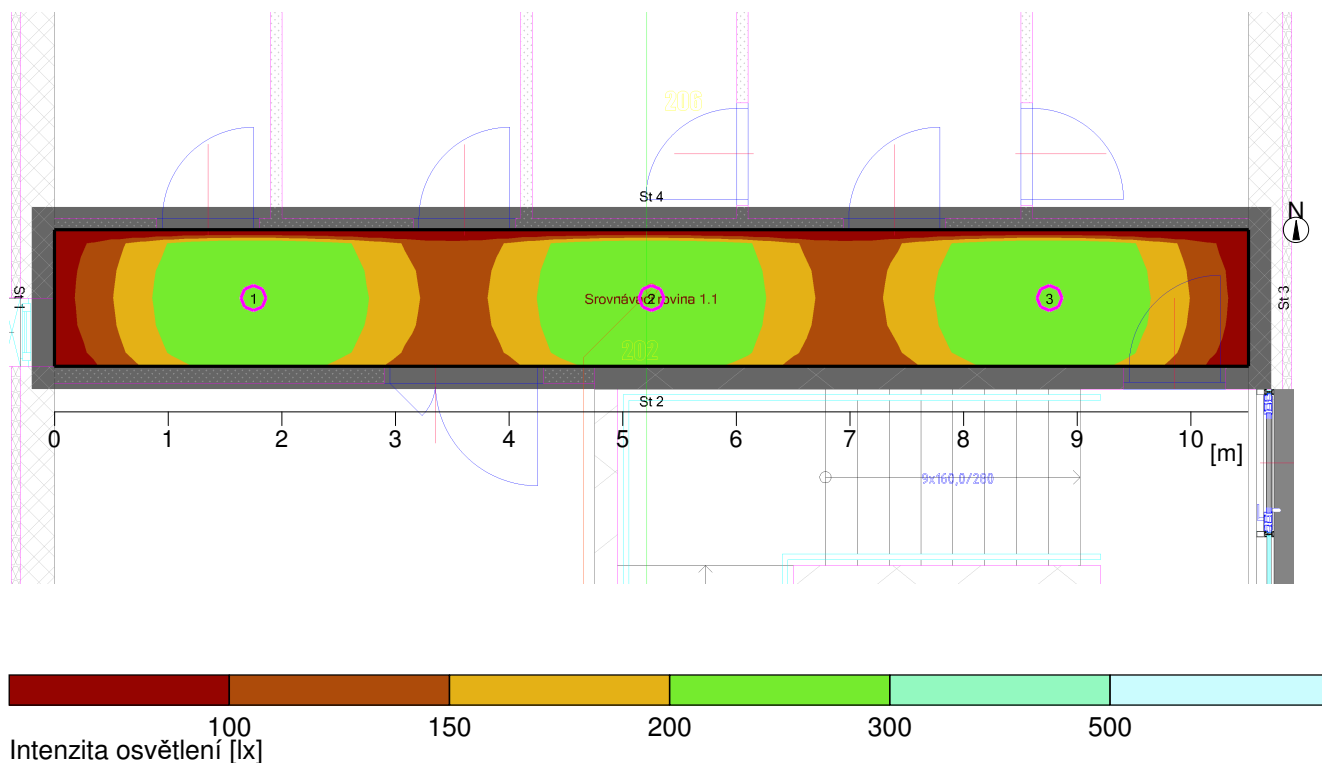 206
St 4
N
St 1
1
Srovnávací rovina 1.1
2
3
St 3
202
St 2
0 1 2 3 4 5 6 7 8 9 10
[m]
9x160,0/280
100 150 200 300 500
Intenzita osvětlení [lx]